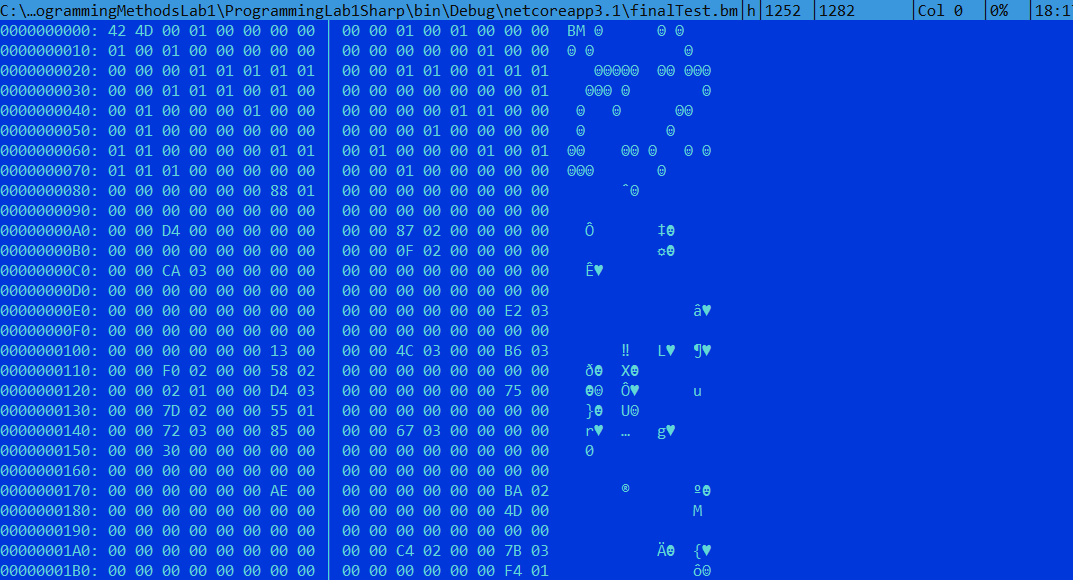 C:\…ogrammingMethodsLab1\ProgrammingLab1Sharp\bin\Debug\netcoreapp3.1\finalTest.bm│h│1252 │1282 │Col 0 │0% │18:1
0000000000: 42 4D 00 01 00 00 00 00 │ 00 00 01 00 01 00 00 00 BM ☺ ☺ ☺
0000000010: 01 00 01 00 00 00 00 00 │ 00 00 00 00 00 01 00 00 ☺ ☺ ☺
0000000020: 00 00 00 01 01 01 01 01 │ 00 00 01 01 00 01 01 01 ☺☺☺☺☺ ☺☺ ☺☺☺
0000000030: 00 00 01 01 01 00 01 00 │ 00 00 00 00 00 00 00 01 ☺☺☺ ☺ ☺
0000000040: 00 01 00 00 00 01 00 00 │ 00 00 00 00 01 01 00 00 ☺ ☺ ☺☺
0000000050: 00 01 00 00 00 00 00 00 │ 00 00 00 01 00 00 00 00 ☺ ☺
0000000060: 01 01 00 00 00 00 01 01 │ 00 01 00 00 00 01 00 01 ☺☺ ☺☺ ☺ ☺ ☺
0000000070: 01 01 01 00 00 00 00 00 │ 00 00 01 00 00 00 00 00 ☺☺☺ ☺
0000000080: 00 00 00 00 00 00 88 01 │ 00 00 00 00 00 00 00 00 ˆ☺
0000000090: 00 00 00 00 00 00 00 00 │ 00 00 00 00 00 00 00 00
00000000A0: 00 00 D4 00 00 00 00 00 │ 00 00 87 02 00 00 00 00 Ô ‡☻
00000000B0: 00 00 00 00 00 00 00 00 │ 00 00 0F 02 00 00 00 00 ¤☻
00000000C0: 00 00 CA 03 00 00 00 00 │ 00 00 00 00 00 00 00 00 Ê♥
00000000D0: 00 00 00 00 00 00 00 00 │ 00 00 00 00 00 00 00 00
00000000E0: 00 00 00 00 00 00 00 00 │ 00 00 00 00 00 00 E2 03 â♥
00000000F0: 00 00 00 00 00 00 00 00 │ 00 00 00 00 00 00 00 00
0000000100: 00 00 00 00 00 00 13 00 │ 00 00 4C 03 00 00 B6 03 ‼ L♥ ¶♥
0000000110: 00 00 F0 02 00 00 58 02 │ 00 00 00 00 00 00 00 00 ð☻ X☻
0000000120: 00 00 02 01 00 00 D4 03 │ 00 00 00 00 00 00 75 00 ☻☺ Ô♥ u
0000000130: 00 00 7D 02 00 00 55 01 │ 00 00 00 00 00 00 00 00 }☻ U☺
0000000140: 00 00 72 03 00 00 85 00 │ 00 00 67 03 00 00 00 00 r♥ … g♥
0000000150: 00 00 30 00 00 00 00 00 │ 00 00 00 00 00 00 00 00 0
0000000160: 00 00 00 00 00 00 00 00 │ 00 00 00 00 00 00 00 00
0000000170: 00 00 00 00 00 00 AE 00 │ 00 00 00 00 00 00 BA 02 ® º☻
0000000180: 00 00 00 00 00 00 00 00 │ 00 00 00 00 00 00 4D 00 M
0000000190: 00 00 00 00 00 00 00 00 │ 00 00 00 00 00 00 00 00
00000001A0: 00 00 00 00 00 00 00 00 │ 00 00 C4 02 00 00 7B 03 Ä☻ {♥
00000001B0: 00 00 00 00 00 00 00 00 │ 00 00 00 00 00 00 F4 01 ô☺